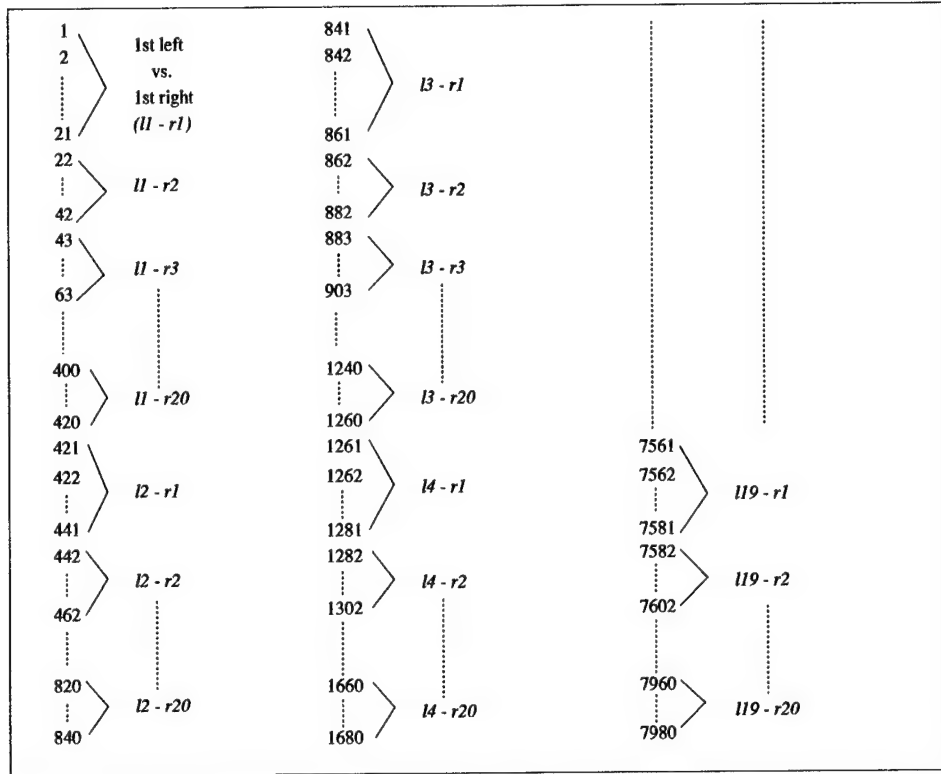 1
2
21
1st left
vs.
1st right
(l1 - r1)
22
42
l1 - r2
43
63
l1 - r3
400
420
l1 - r20
421
422
441
l2 - r1
442
462
l2 - r2
820
840
l2 - r20
841
842
861
l3 - r1
862
882
l3 - r2
883
903
l3 - r3
1240
1260
l3 - r20
1261
1262
1281
l4 - r1
1282
1302
l4 - r2
1660
1680
l4 - r20
7561
7562
7581
l19 - r1
7582
7602
l19 - r2
7960
7980
l19 - r20